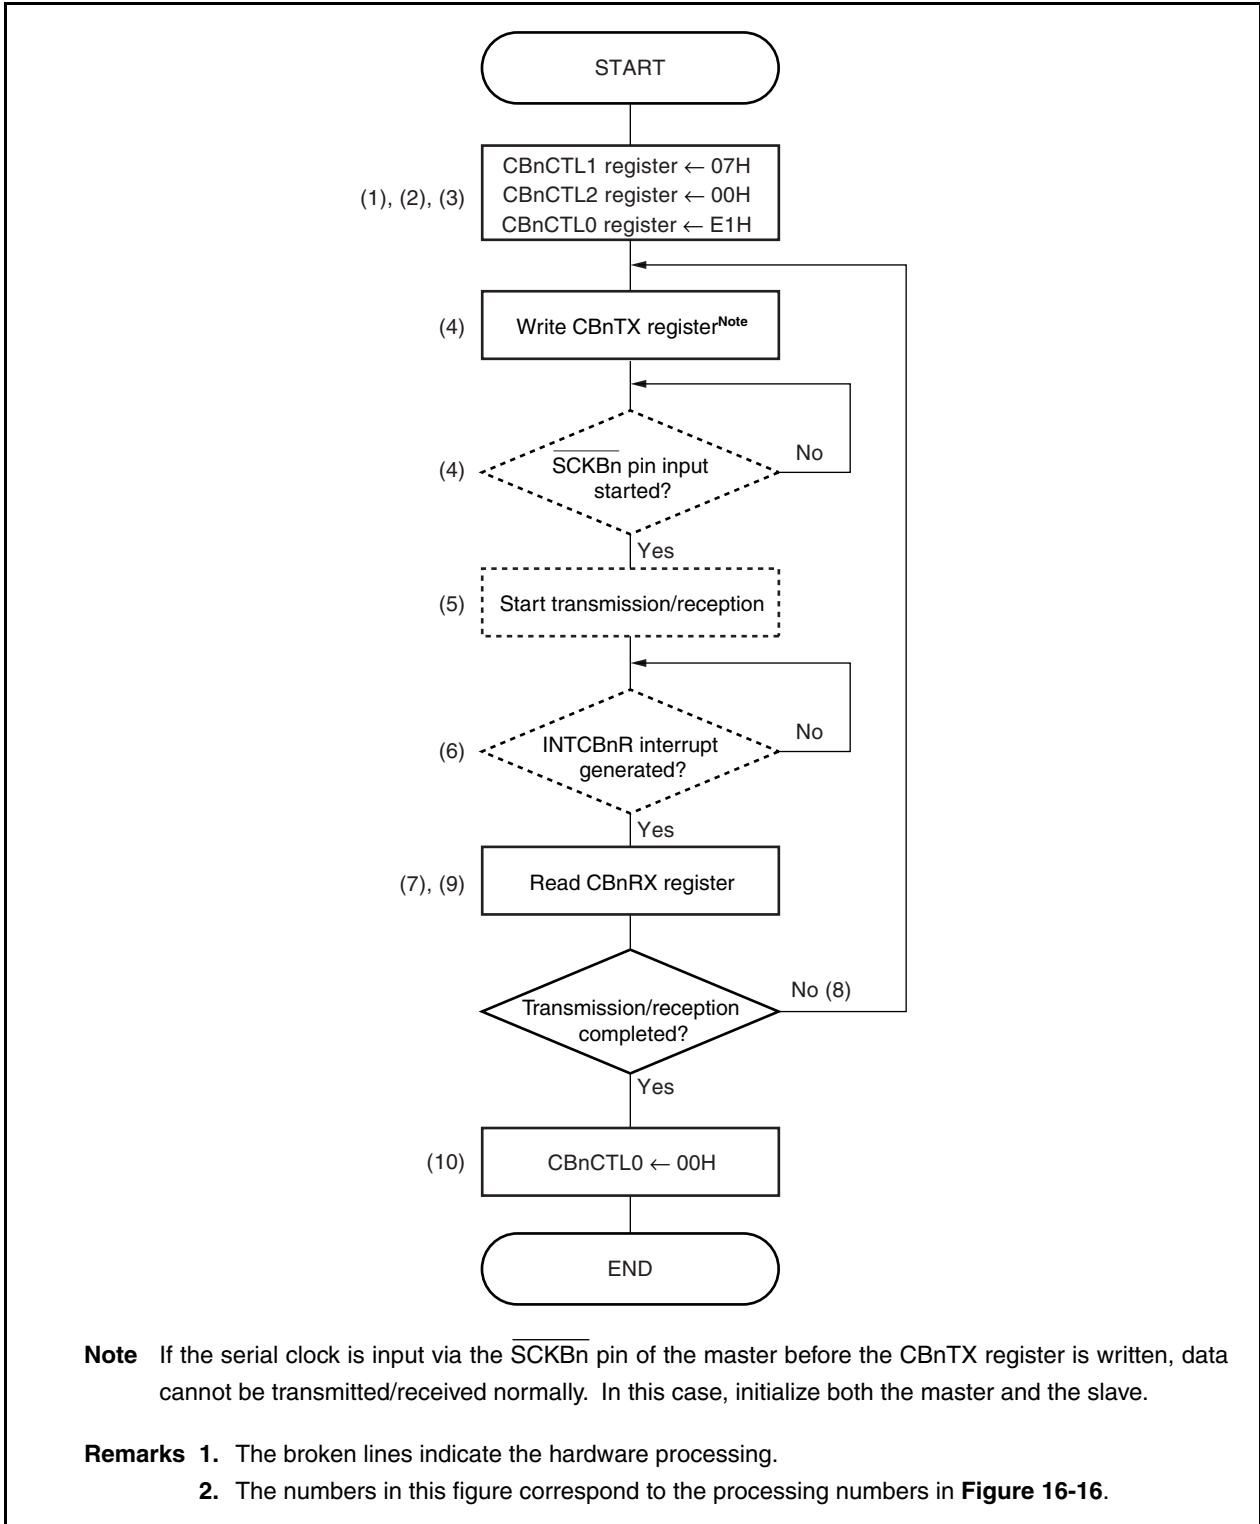 START
CBnCTL1 register ← 07H
CBnCTL2 register ← 00H
(1), (2), (3)
CBnCTL0 register ← E1H
(4)
Write CBnTX registerNote
(4)
SCKBn pin input
started?
No
Yes
(5)
Start transmission/reception
(6)
INTCBnR interrupt
generated?
No
Yes
(7), (9)
Read CBnRX register
Transmission/reception
completed?
No (8)
Yes
(10)
CBnCTL0 ← 00H
END
Note If the serial clock is input via the SCKBn pin of the master before the CBnTX register is written, data
cannot be transmitted/received normally. In this case, initialize both the master and the slave.
Remarks 1. The broken lines indicate the hardware processing.
2. The numbers in this figure correspond to the processing numbers in Figure 16-16.